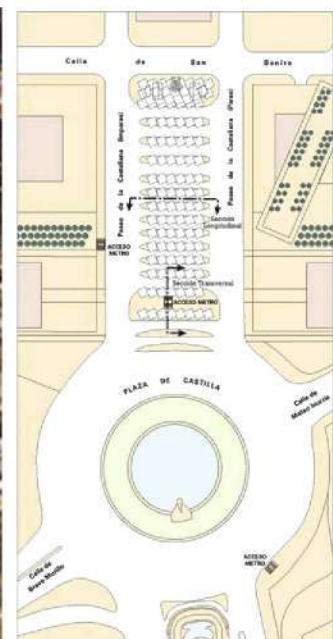 Calle de San Benito
Paseo de la Castellana (Impares)
Paseo de la Castellana (Pares)
Sección
Longitudinal
ACCESO
METRO
Sección Transversal
ACCESO METRO
PLAZA DE CASTILLA
Calle de
Mateo Inurria
Calle de
Bravo Murillo
ACCESO
METRO